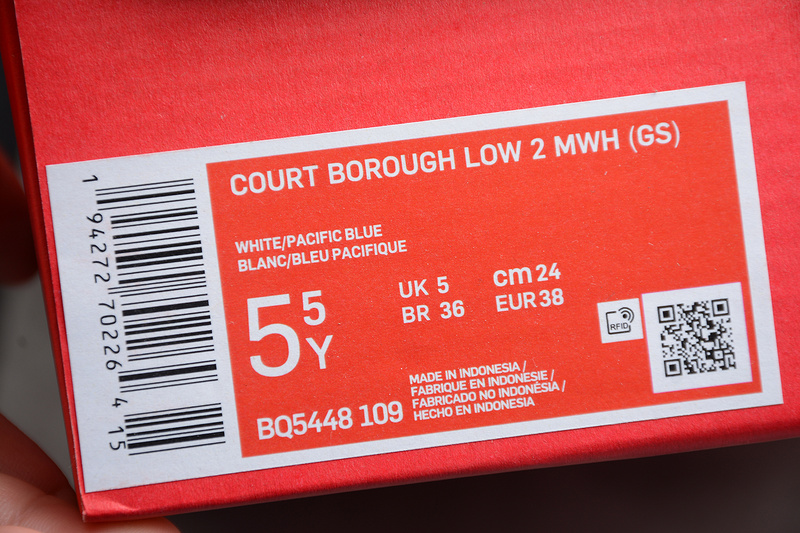 COURT BOROUGH LOW 2 MWH (GS)
WHITE/PACIFIC BLUE
BLANC/BLEU PACIFIQUE
5 5 Y
UK 5
BR 36
cm 24
EUR 38
RFID
BQ5448 109
MADE IN INDONESIA /
FABRIQUE EN INDONÉSIE /
FABRICADO NO INDONÉSIA /
HECHO EN INDONESIA
1 94272 70226 4 15